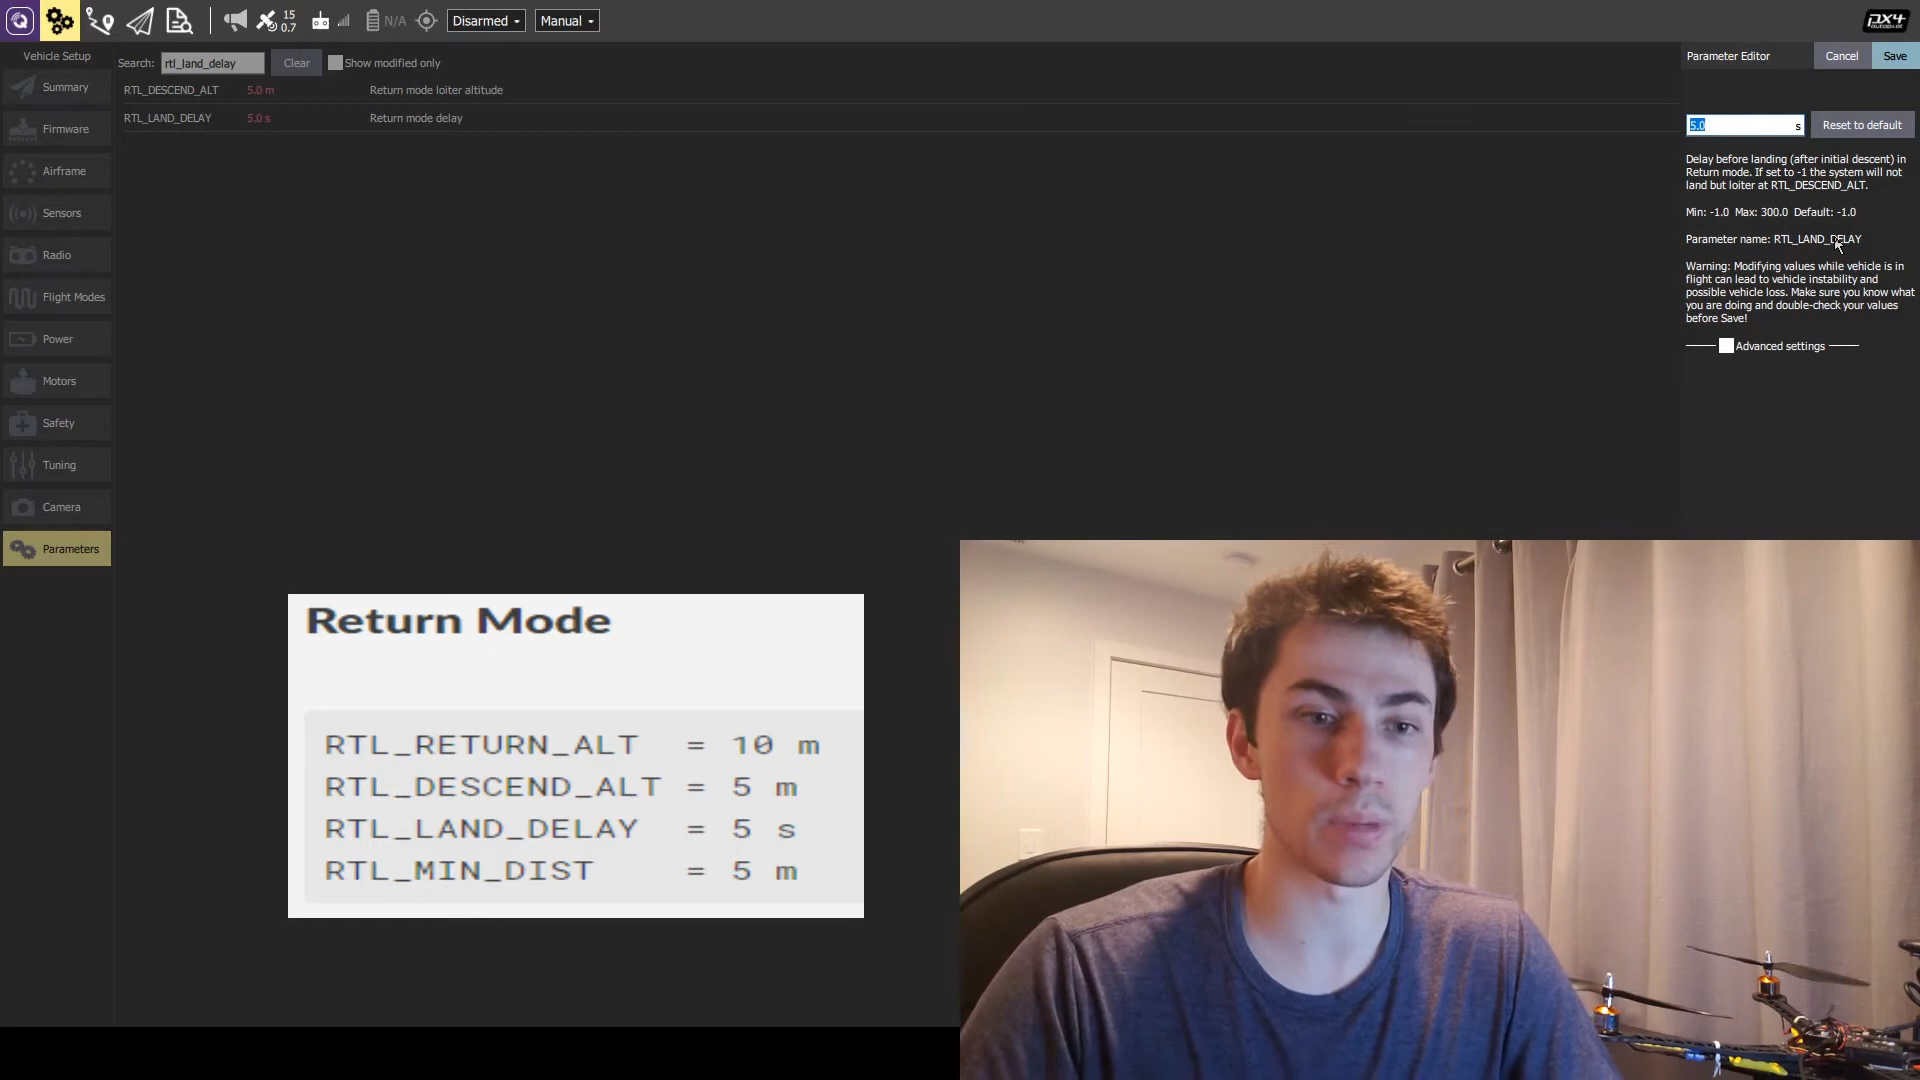 15
0.7
N/A
Disarmed
Manual
px4
autopilot
Vehicle Setup
Search:
rtl_land_delay
Clear
Show modified only
Parameter Editor
Cancel
Save
Summary
Firmware
Airframe
Sensors
Radio
Flight Modes
Power
Motors
Safety
Tuning
Camera
Parameters
RTL_DESCEND_ALT 5.0 m Return mode loiter altitude
RTL_LAND_DELAY 5.0 s Return mode delay
5.0 s
Reset to default
Delay before landing (after initial descent) in
Return mode. If set to -1 the system will not
land but loiter at RTL_DESCEND_ALT.
Min: -1.0 Max: 300.0 Default: -1.0
Parameter name: RTL_LAND_DELAY
Warning: Modifying values while vehicle is in
flight can lead to vehicle instability and
possible vehicle loss. Make sure you know what
you are doing and double-check your values
before Save!
Advanced settings
Return Mode
RTL_RETURN_ALT = 10 m
RTL_DESCEND_ALT = 5 m
RTL_LAND_DELAY = 5 s
RTL_MIN_DIST = 5 m